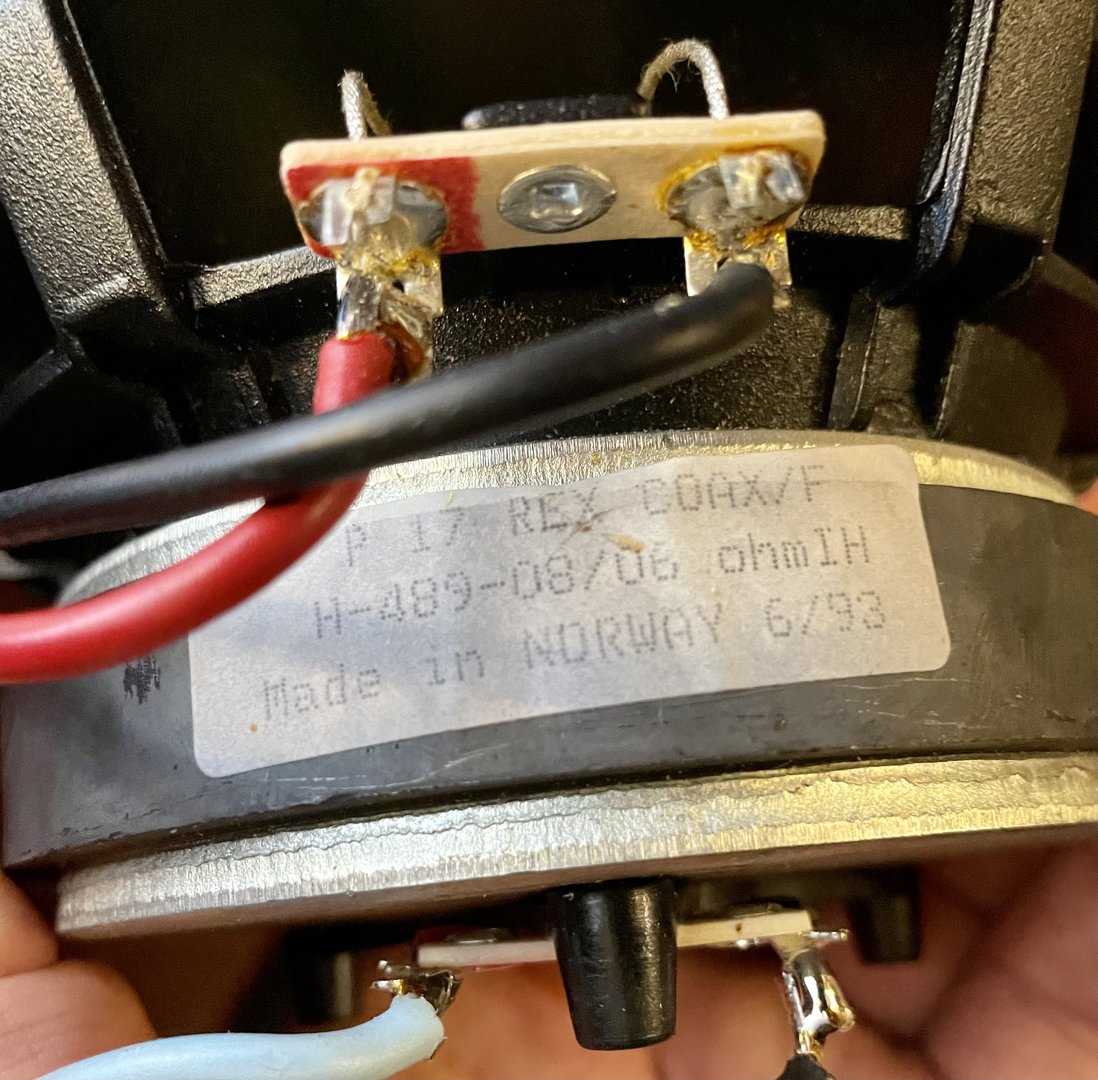 P 17 REX COAX/F
H-489-08/06 ohmIH
Made in NORWAY 6/93